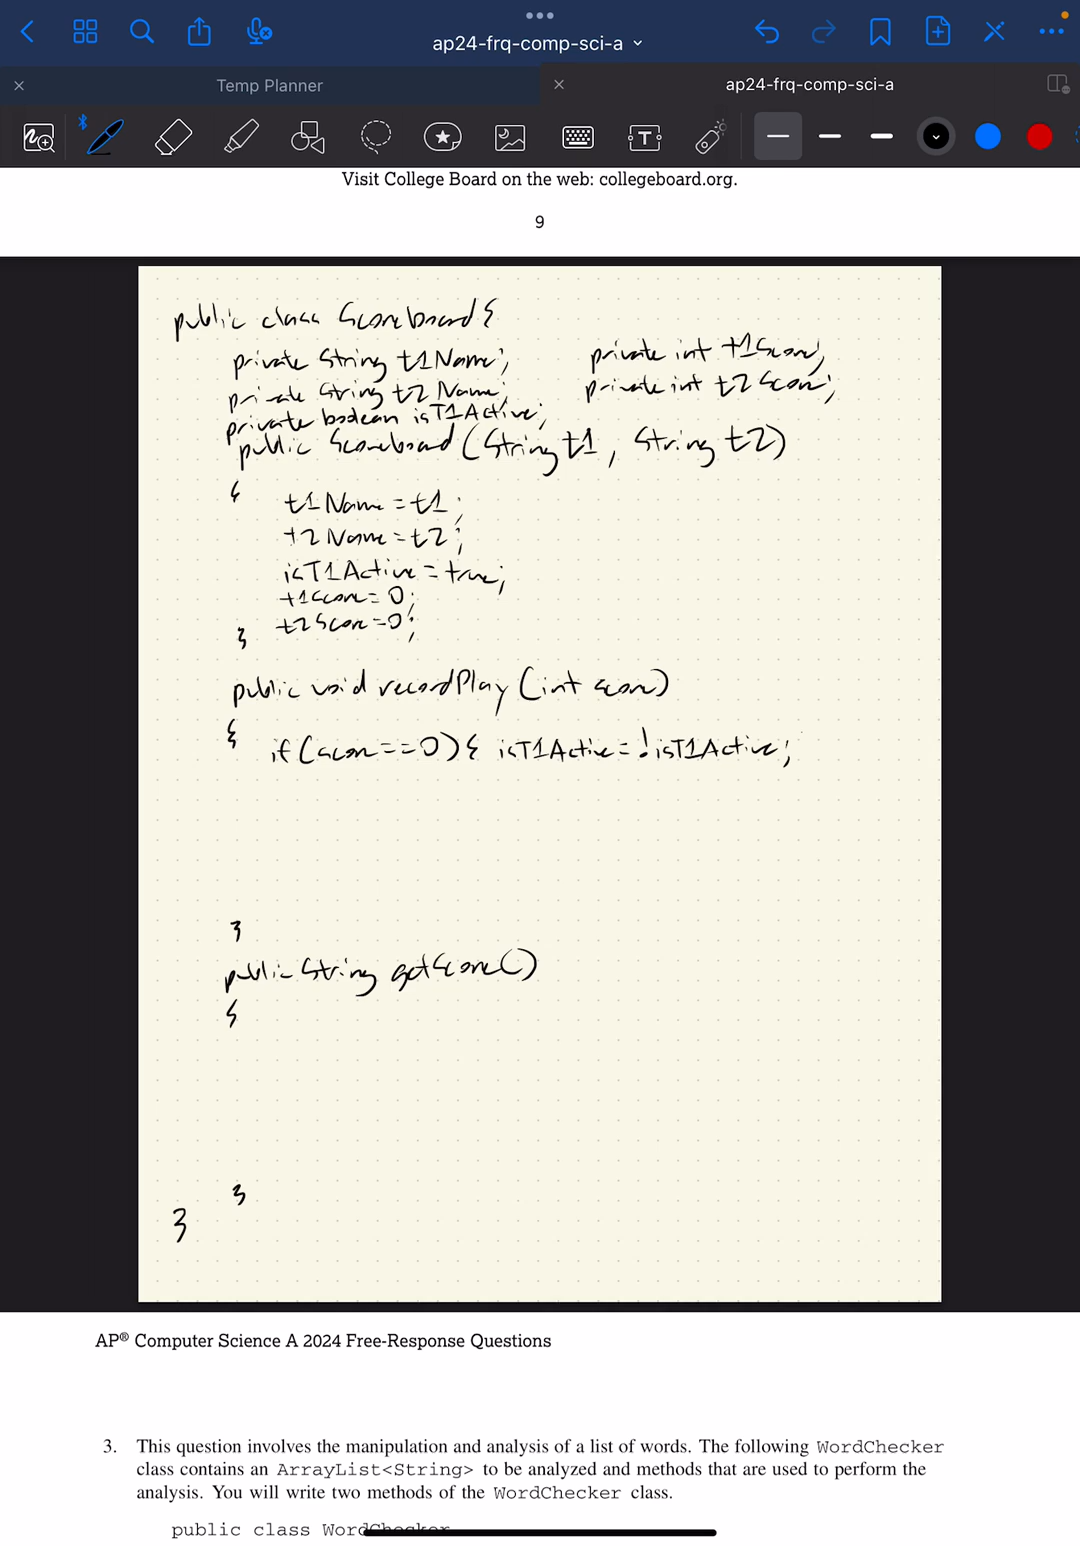 ap24-frq-comp-sci-a
Temp Planner
ap24-frq-comp-sci-a
Visit College Board on the web: collegeboard.org.
9
public class Scoreboard{
private String t1Name;
private int t1Score;
private String t2Name;
private int t2Score;
private boolean isT1Active;
public Scoreboard (String t1, String t2)
{
t1Name = t1;
t2Name = t2;
isT1Active = true;
t1Score = 0;
t2Score = 0;
}
public void recordPlay (int score)
{
if (score == 0) { isT1Active = !isT1Active;
}
public String getScore()
{
}
}
AP® Computer Science A 2024 Free-Response Questions
3. This question involves the manipulation and analysis of a list of words. The following WordChecker
class contains an ArrayList<String> to be analyzed and methods that are used to perform the
analysis. You will write two methods of the WordChecker class.
public class WordChecker